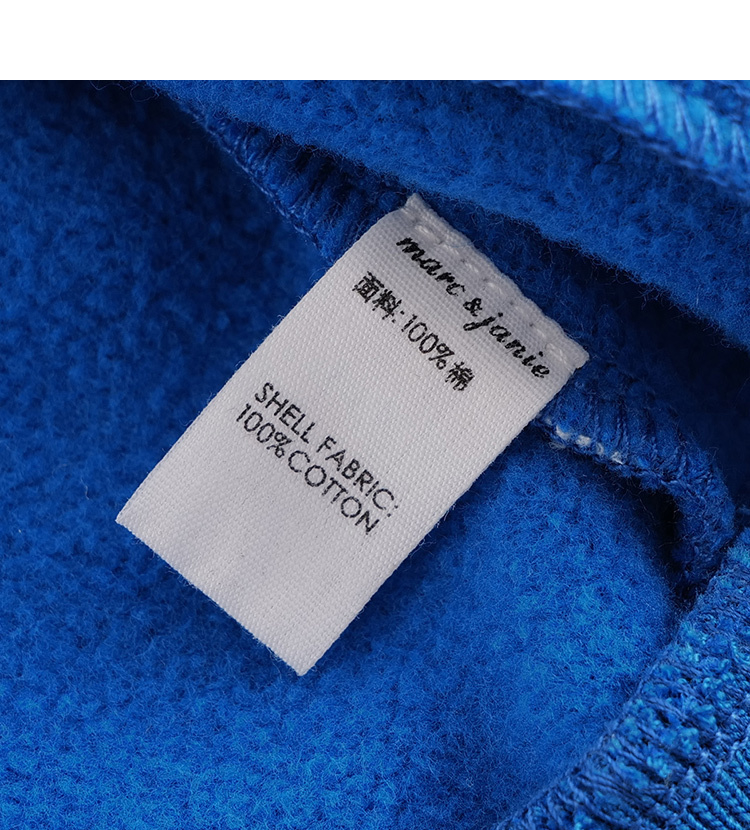 marc & janie
面料: 100% 棉
SHELL FABRIC:
100% COTTON